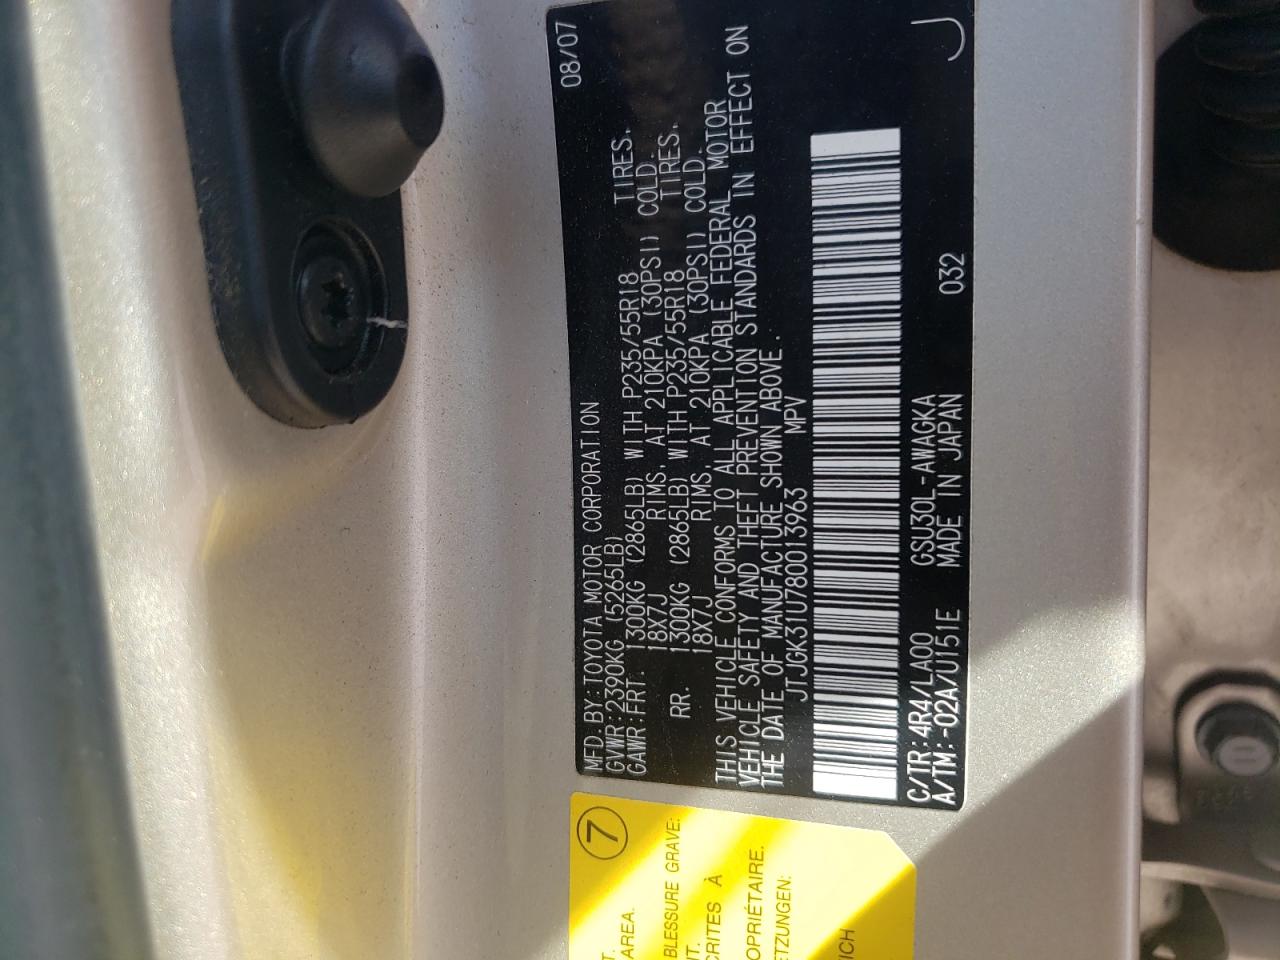 MFD.BY:TOYOTA MOTOR CORPORATION 08/07
GVWR:2390KG (5265LB)
GAWR:FRT. 1300KG (2865LB) WITH P235/55R18 TIRES,
18X7J RIMS, AT 210KPA (30PSI) COLD.
RR. 1300KG (2865LB) WITH P235/55R18 TIRES,
18X7J RIMS, AT 210KPA (30PSI) COLD.
THIS VEHICLE CONFORMS TO ALL APPLICABLE FEDERAL MOTOR
VEHICLE SAFETY AND THEFT PREVENTION STANDARDS IN EFFECT ON
THE DATE OF MANUFACTURE SHOWN ABOVE.
JTJGK31U780013963 MPV
C/TR:4R4/LA00 GSU30L-AWAGKA
A/TM:-02A/U151E MADE IN JAPAN 032 J
7
T.
AREA.
BLESSURE GRAVE:
NT.
CRITES À
OPRIÉTAIRE.
ETZUNGEN:
ICH